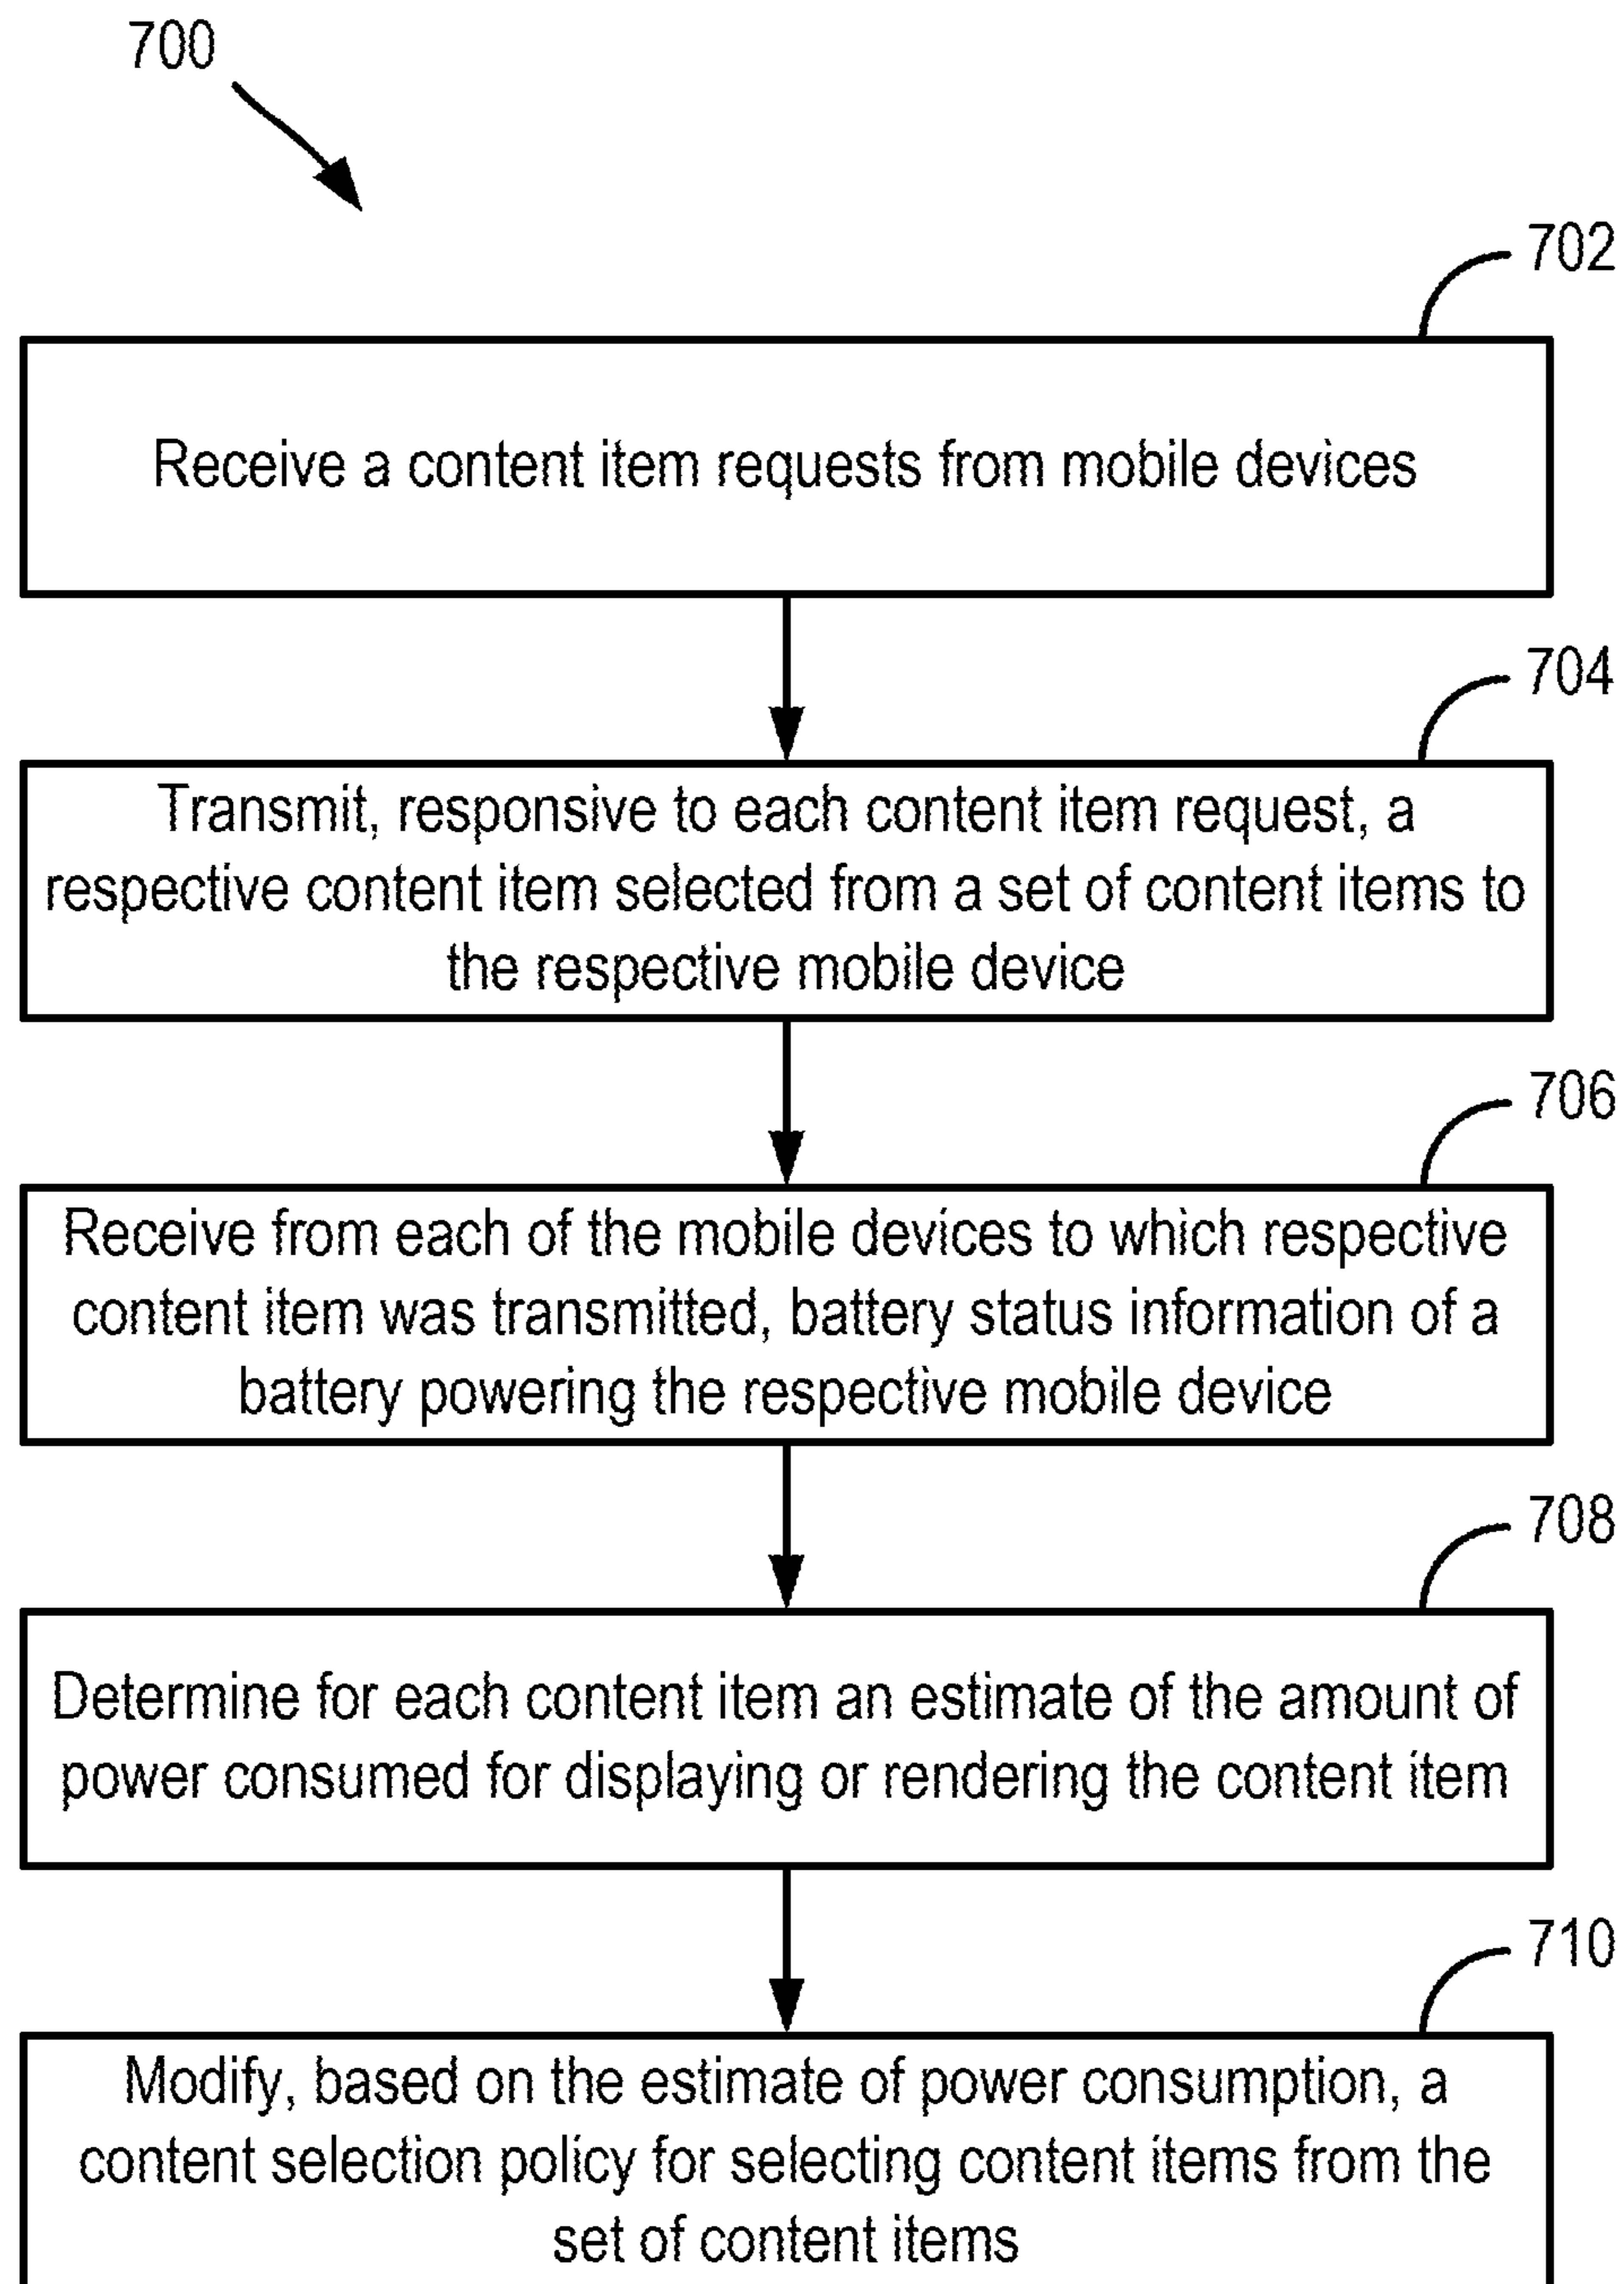 700
702
Receive a content item requests from mobile devices
704
Transmit, responsive to each content item request, a
respective content item selected from a set of content items to
the respective mobile device
706
Receive from each of the mobile devices to which respective
content item was transmitted, battery status information of a
battery powering the respective mobile device
708
Determine for each content item an estimate of the amount of
power consumed for displaying or rendering the content item
710
Modify, based on the estimate of power consumption, a
content selection policy for selecting content items from the
set of content items